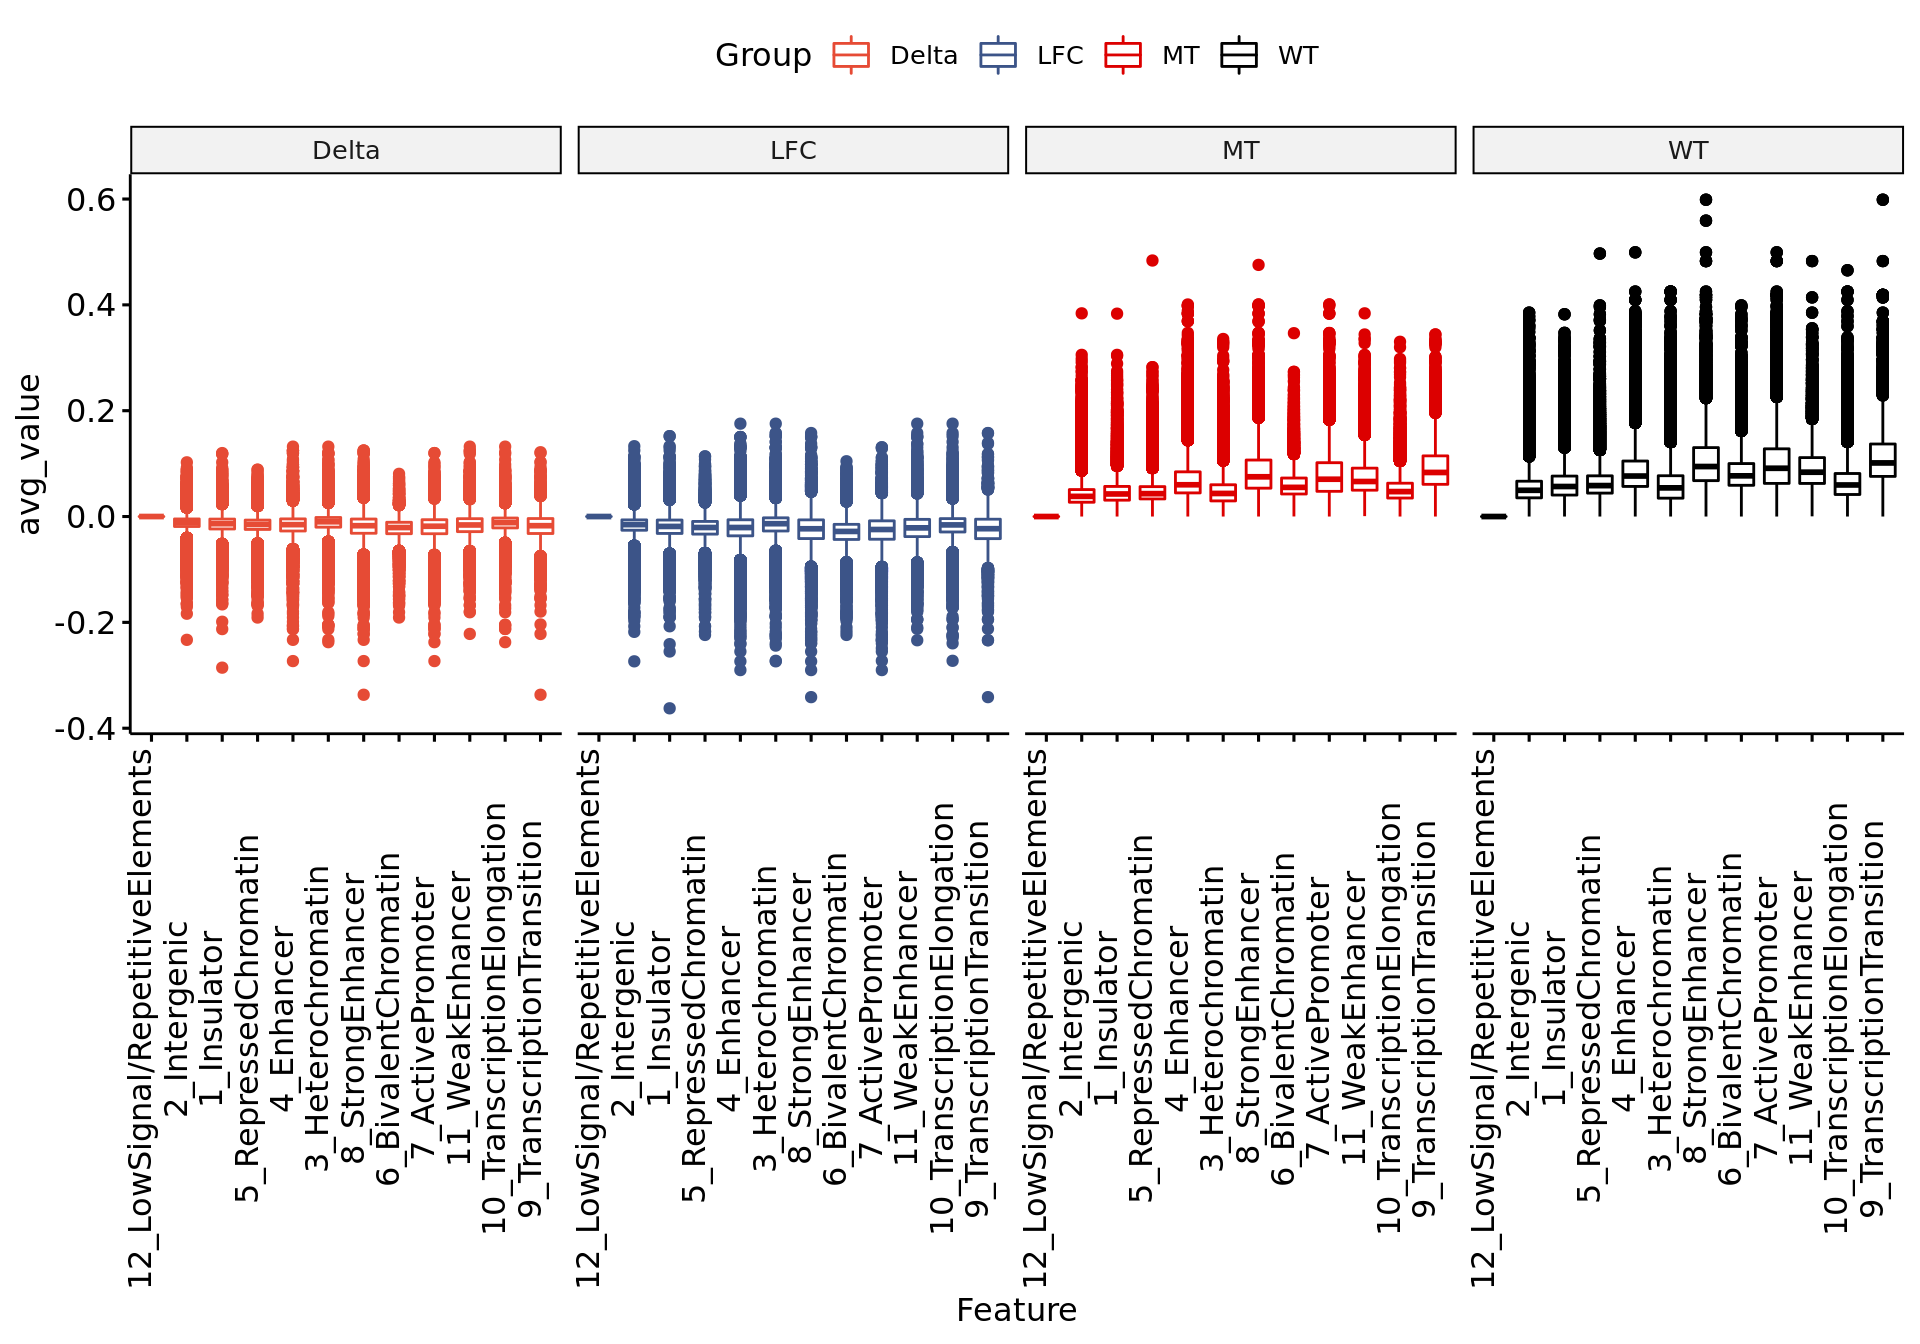 Group Delta LFC MT WT
Delta LFC MT WT
avg_value
0.6
0.4
0.2
0.0
-0.2
-0.4
12_LowSignal/RepetitiveElements
2_Intergenic
1_Insulator
5_RepressedChromatin
4_Enhancer
3_Heterochromatin
8_StrongEnhancer
6_BivalentChromatin
7_ActivePromoter
11_WeakEnhancer
10_TranscriptionElongation
9_TranscriptionTransition
12_LowSignal/RepetitiveElements
2_Intergenic
1_Insulator
5_RepressedChromatin
4_Enhancer
3_Heterochromatin
8_StrongEnhancer
6_BivalentChromatin
7_ActivePromoter
11_WeakEnhancer
10_TranscriptionElongation
9_TranscriptionTransition
12_LowSignal/RepetitiveElements
2_Intergenic
1_Insulator
5_RepressedChromatin
4_Enhancer
3_Heterochromatin
8_StrongEnhancer
6_BivalentChromatin
7_ActivePromoter
11_WeakEnhancer
10_TranscriptionElongation
9_TranscriptionTransition
12_LowSignal/RepetitiveElements
2_Intergenic
1_Insulator
5_RepressedChromatin
4_Enhancer
3_Heterochromatin
8_StrongEnhancer
6_BivalentChromatin
7_ActivePromoter
11_WeakEnhancer
10_TranscriptionElongation
9_TranscriptionTransition
Feature